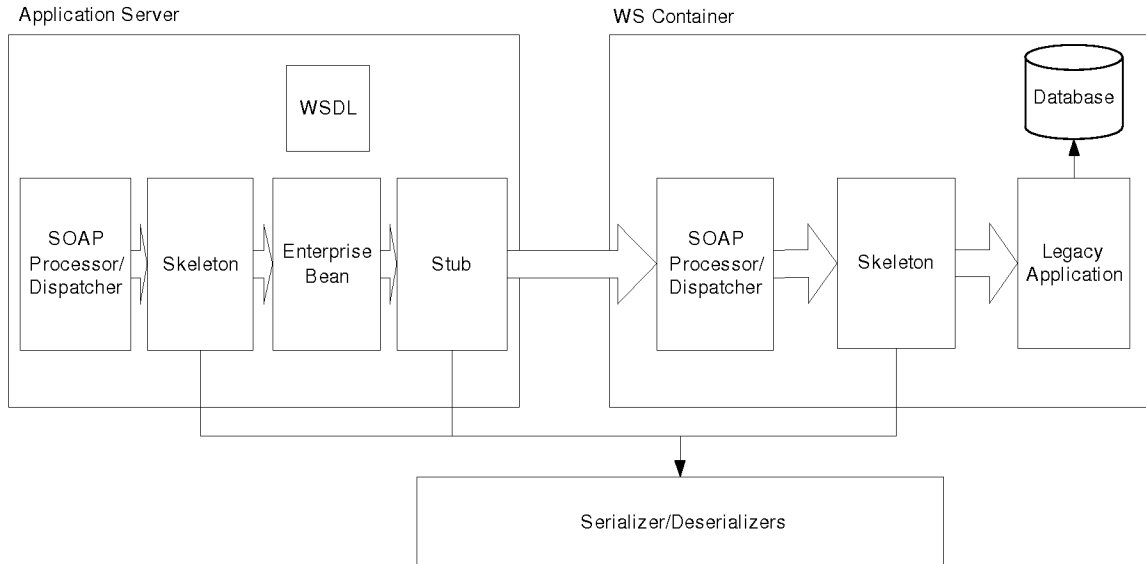 Application Server
WS Container
WSDL
Database
SOAP
Processor/
Dispatcher
Skeleton
Enterprise
Bean
Stub
SOAP
Processor/
Dispatcher
Skeleton
Legacy
Application
Serializer/Deserializers